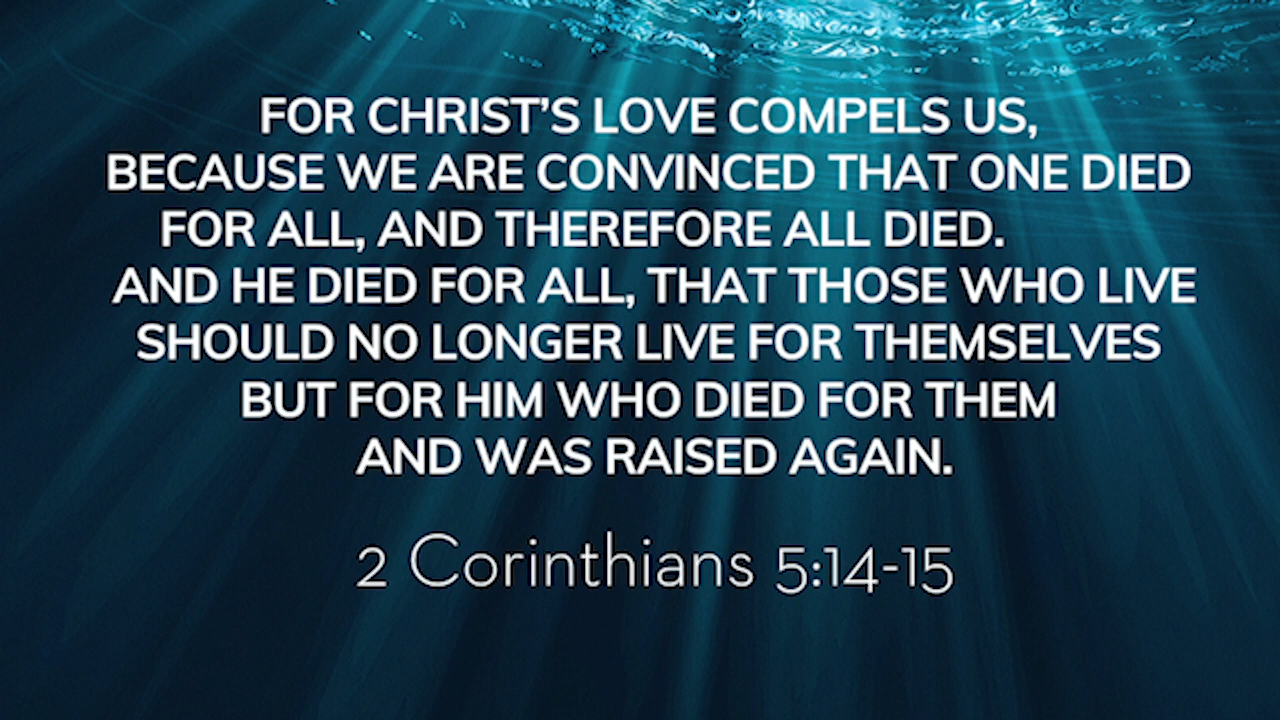 FOR CHRIST’S LOVE COMPELS US,
BECAUSE WE ARE CONVINCED THAT ONE DIED
FOR ALL, AND THEREFORE ALL DIED.
AND HE DIED FOR ALL, THAT THOSE WHO LIVE
SHOULD NO LONGER LIVE FOR THEMSELVES
BUT FOR HIM WHO DIED FOR THEM
AND WAS RAISED AGAIN.
2 Corinthians 5:14-15